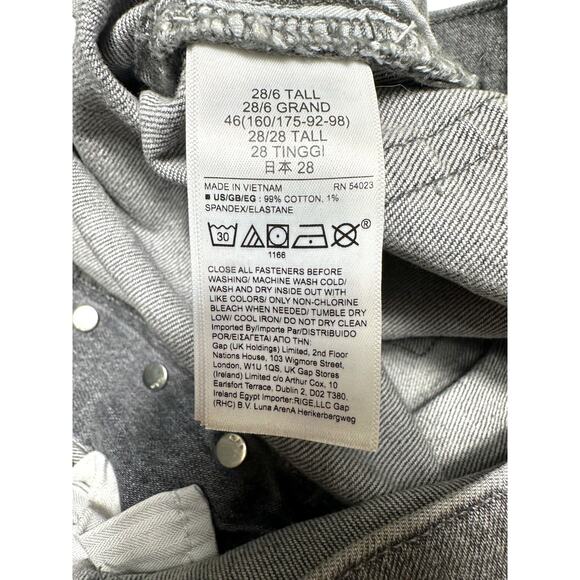 28/6 TALL
28/6 GRAND
46(160/175-92-98)
28/28 TALL
28 TINGGI
日本 28
MADE IN VIETNAM RN 54023
■ US/GB/EG : 99% COTTON, 1%
SPANDEX/ELASTANE
30 ®
1166
CLOSE ALL FASTENERS BEFORE
WASHING/ MACHINE WASH COLD/
WASH AND DRY INSIDE OUT WITH
LIKE COLORS/ ONLY NON-CHLORINE
BLEACH WHEN NEEDED/ TUMBLE DRY
LOW/ COOL IRON/ DO NOT DRY CLEAN
Imported By/Importe Par/DISTRIBUIDO
POR/ΕΙΣΑΓΕΤΑΙ ΑΠΟ ΤΗΝ:
Gap (UK Holdings) Limited, 2nd Floor
Nations House, 103 Wigmore Street,
London, W1U 1QS. UK Gap Stores
(Ireland) Limited c/o Arthur Cox, 10
Earlsfort Terrace, Dublin 2, D02 T380,
Ireland Egypt Importer:RIGE,LLC Gap
(RHC) B.V. Luna ArenA Herikerbergweg